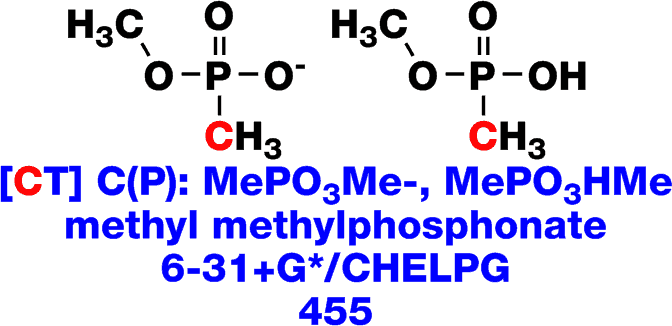 H₃C O H₃C O
O P O⁻ O P OH
CH₃ CH₃
[CT] C(P): MePO₃Me-, MePO₃HMe
methyl methylphosphonate
6-31+G*/CHELPG
455